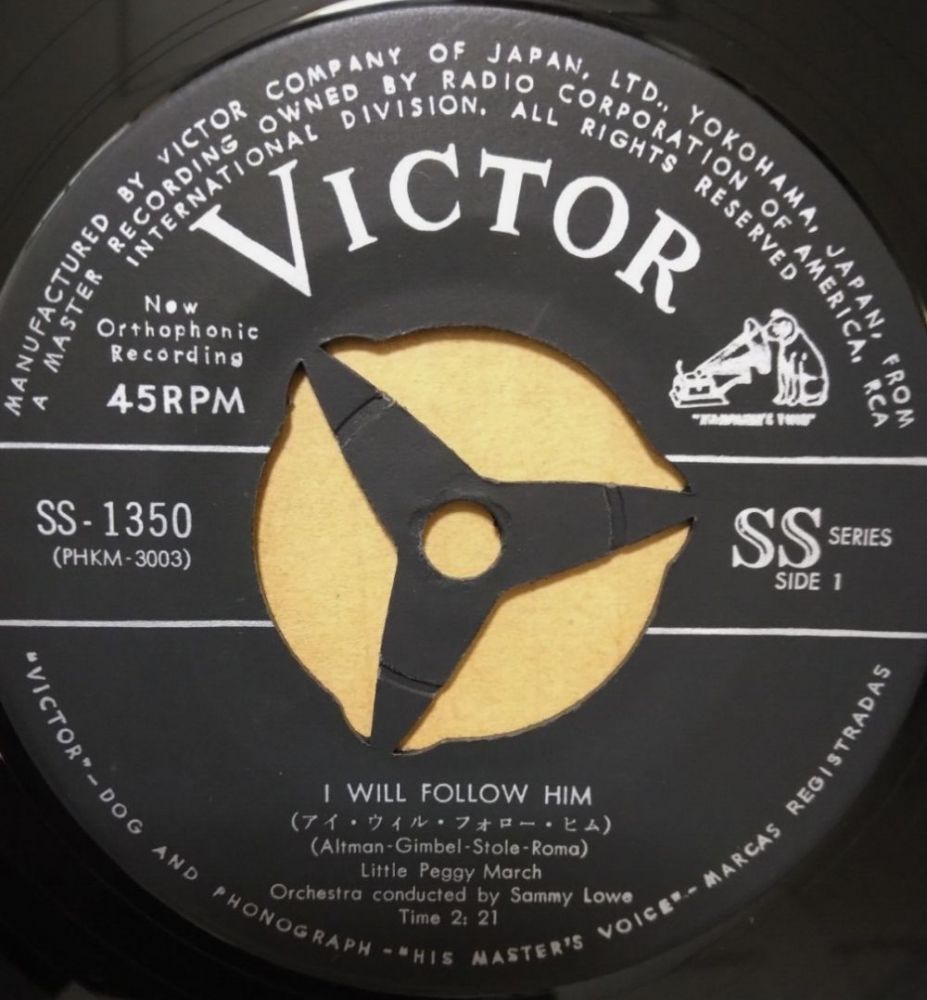 MANUFACTURED BY VICTOR COMPANY OF JAPAN, LTD., YOKOHAMA, JAPAN, FROM
A MASTER RECORDING OWNED BY RADIO CORPORATION OF AMERICA, RCA
INTERNATIONAL DIVISION. ALL RIGHTS RESERVED
VICTOR
New
Orthophonic
Recording
45RPM
SS-1350
(PHKM-3003)
SS SERIES
SIDE 1
I WILL FOLLOW HIM
(アイ・ウィル・フォロー・ヒム)
(Altman-Gimbel-Stole-Roma)
Little Peggy March
Orchestra conducted by Sammy Lowe
Time 2: 21
"VICTOR"-DOG AND PHONOGRAPH-"HIS MASTER'S VOICE"-MARCAS REGISTRADAS